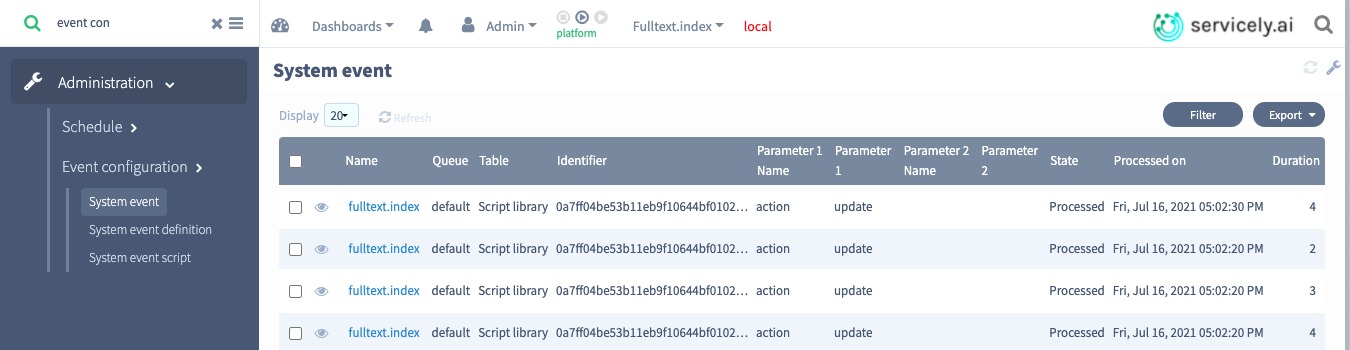 event con
Dashboards
Admin
platform
Fulltext.index
local
servicely.ai
Administration
Schedule
Event configuration
System event
System event definition
System event script
System event
Display 20 Refresh
Filter
Export
Name Queue Table Identifier Parameter 1 Name Parameter 1 Parameter 2 Name Parameter 2 State Processed on Duration
fulltext.index default Script library 0a7ff04be53b11eb9f10644bf0102... action update Processed Fri, Jul 16, 2021 05:02:30 PM 4
fulltext.index default Script library 0a7ff04be53b11eb9f10644bf0102... action update Processed Fri, Jul 16, 2021 05:02:20 PM 2
fulltext.index default Script library 0a7ff04be53b11eb9f10644bf0102... action update Processed Fri, Jul 16, 2021 05:02:20 PM 3
fulltext.index default Script library 0a7ff04be53b11eb9f10644bf0102... action update Processed Fri, Jul 16, 2021 05:02:20 PM 4